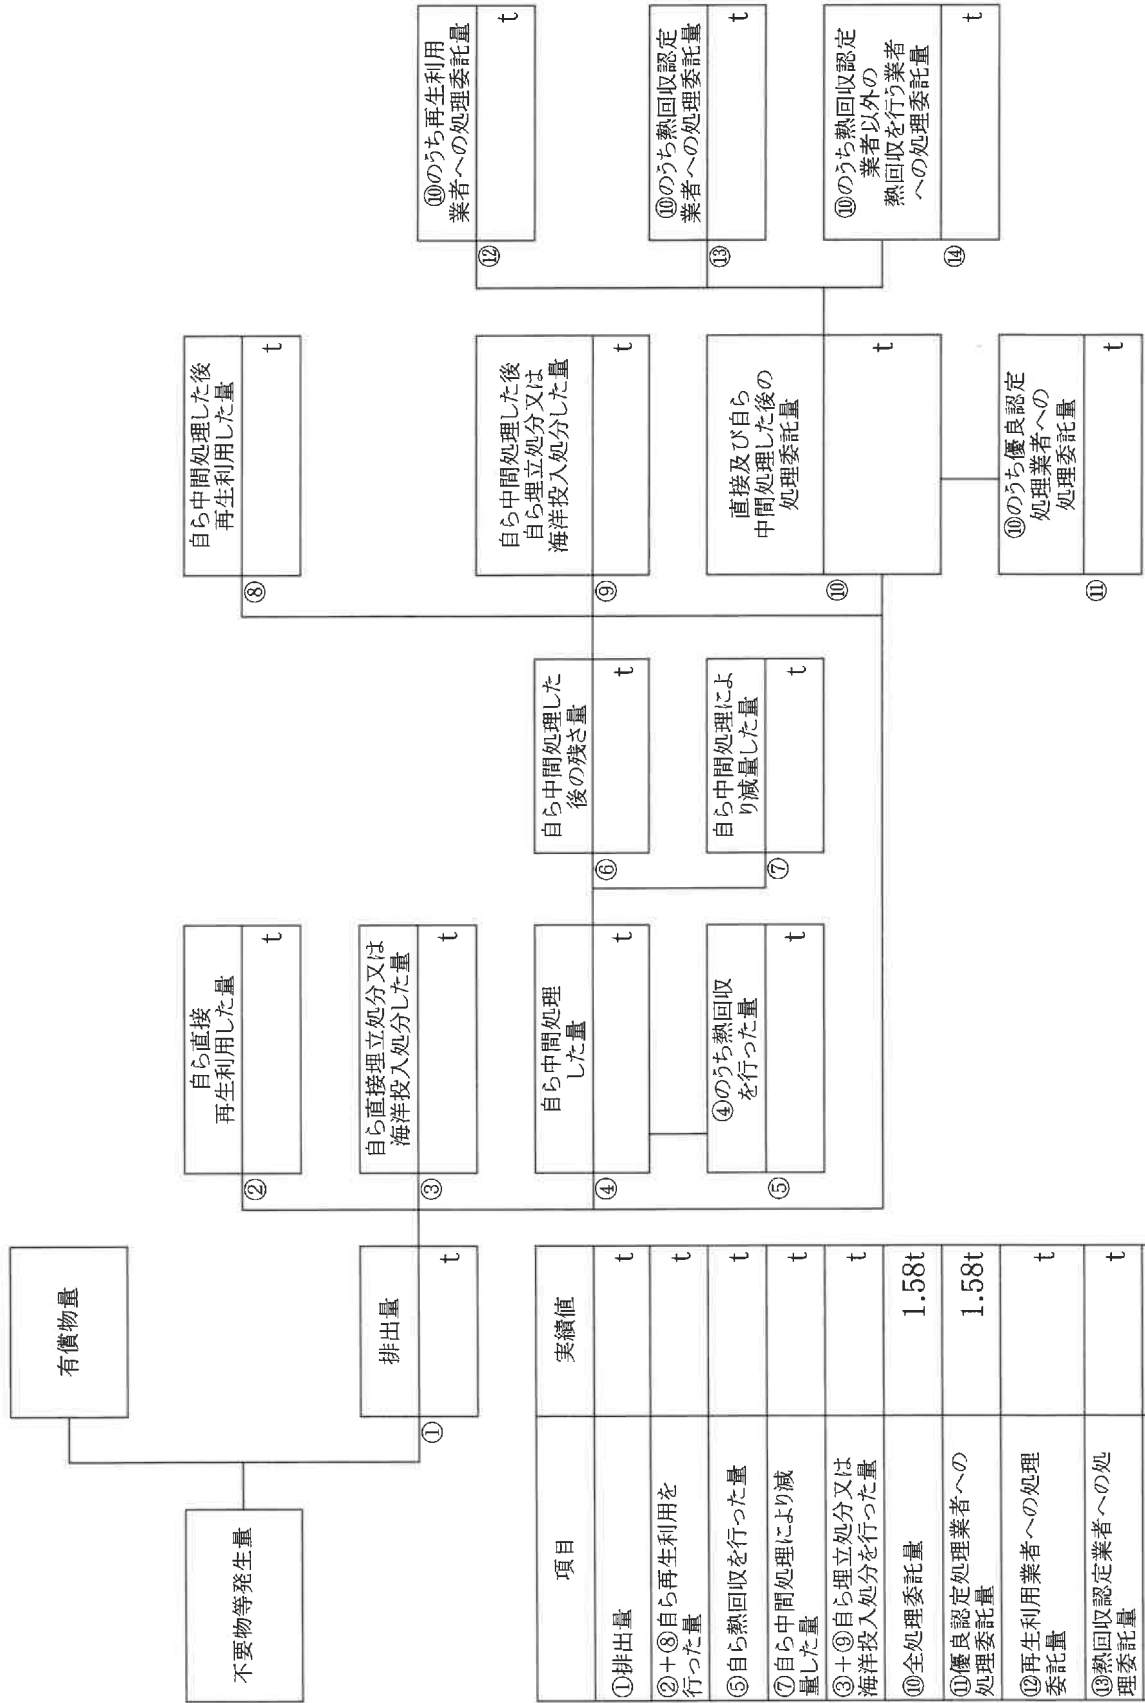 不要物等発生量
有償物量
排出量
①
t
自ら直接
再生利用した量
②
t
自ら直接埋立処分又は
海洋投入処分した量
③
t
自ら中間処理
した量
④
t
④のうち熱回収
を行った量
⑤
t
自ら中間処理した
後の残さ量
⑥
t
自ら中間処理によ
り減量した量
⑦
t
自ら中間処理した後
再生利用した量
⑧
t
自ら中間処理した後
自ら埋立処分又は
海洋投入処分した量
⑨
t
直接及び自ら
中間処理した後の
処理委託量
⑩
t
⑩のうち優良認定
処理業者への
処理委託量
⑪
t
⑩のうち再生利用
業者への処理委託量
⑫
t
⑩のうち熱回収認定
業者への処理委託量
⑬
t
⑩のうち熱回収認定
業者以外の
熱回収を行う業者
への処理委託量
⑭
t
項目 実績値
①排出量 t
②＋⑧自ら再生利用を
行った量 t
⑤自ら熱回収を行った量 t
⑦自ら中間処理により減
量した量 t
③＋⑨自ら埋立処分又は
海洋投入処分を行った量 t
⑩全処理委託量 1.58t
⑪優良認定処理業者への
処理委託量 1.58t
⑫再生利用業者への処理
委託量 t
⑬熱回収認定業者への処
理委託量 t